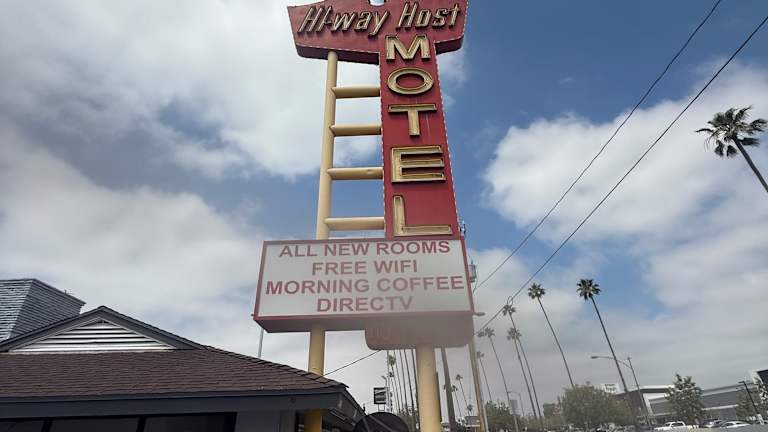 HI-way Host
MOTEL
ALL NEW ROOMS
FREE WIFI
MORNING COFFEE
DIRECTV